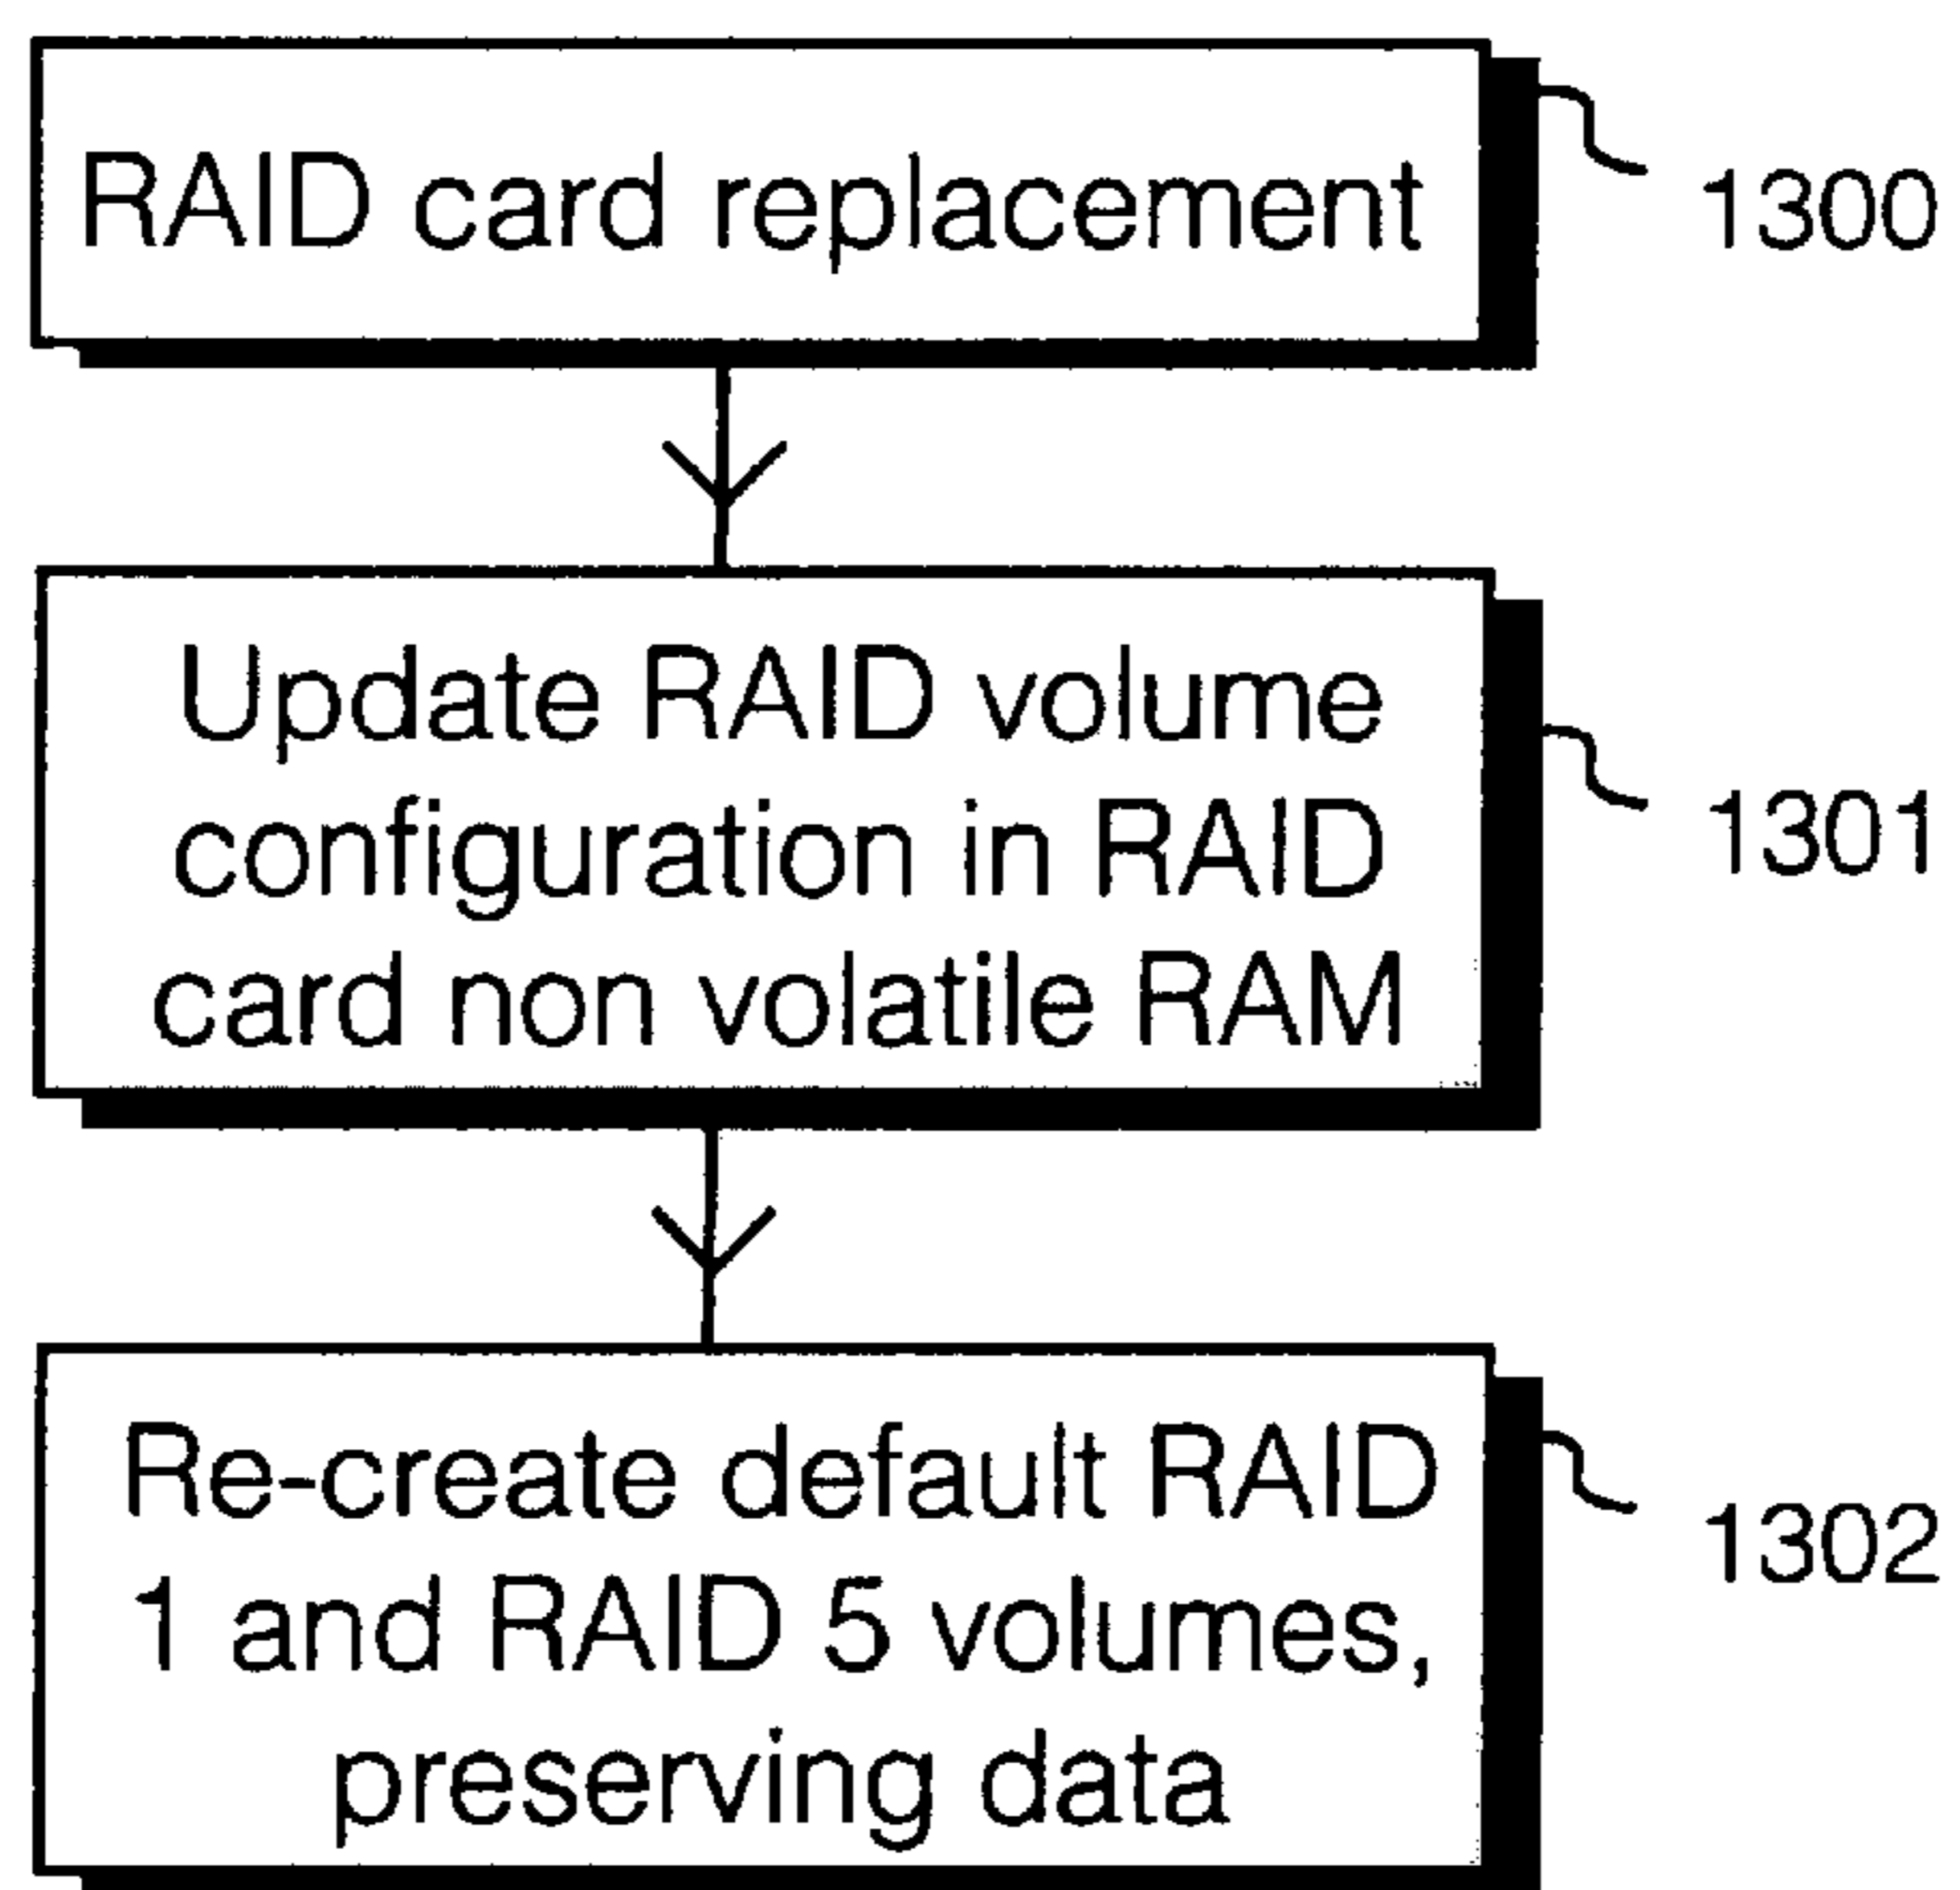 RAID card replacement
1300
Update RAID volume
configuration in RAID
card non volatile RAM
1301
Re-create default RAID
1 and RAID 5 volumes,
preserving data
1302